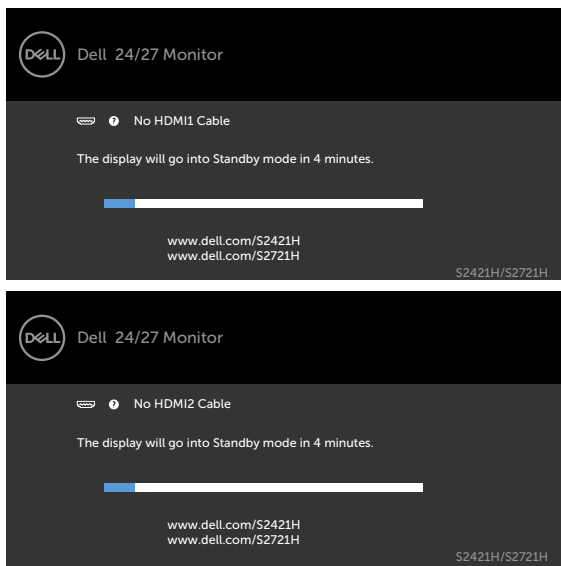 DELL
Dell 24/27 Monitor
? No HDMI1 Cable
The display will go into Standby mode in 4 minutes.
www.dell.com/S2421H
www.dell.com/S2721H
S2421H/S2721H
DELL
Dell 24/27 Monitor
? No HDMI2 Cable
The display will go into Standby mode in 4 minutes.
www.dell.com/S2421H
www.dell.com/S2721H
S2421H/S2721H